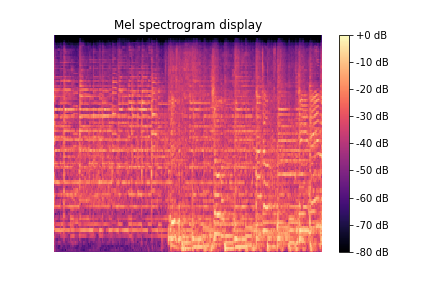 Mel spectrogram display
+0 dB
-10 dB
-20 dB
-30 dB
-40 dB
-50 dB
-60 dB
-70 dB
-80 dB